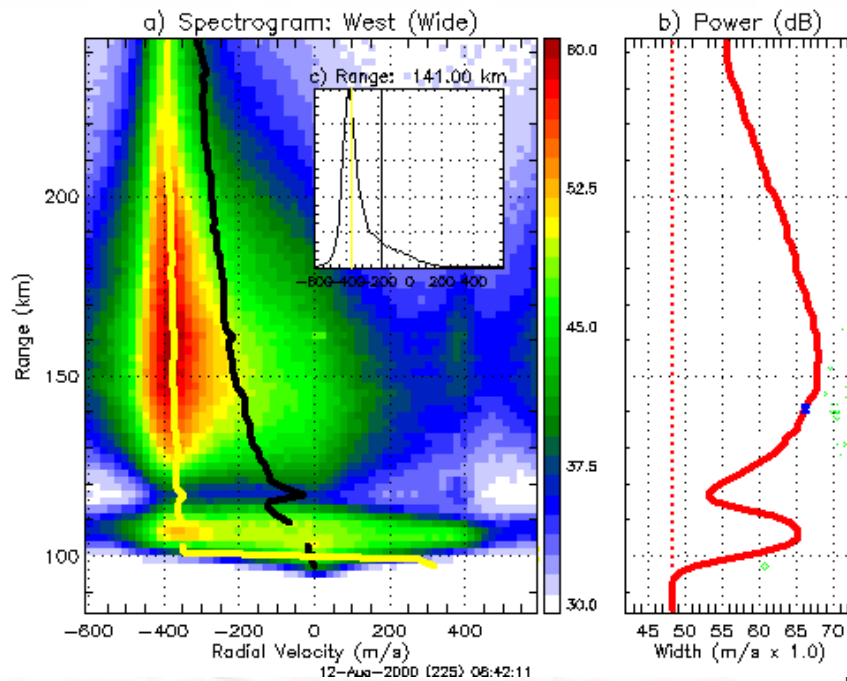 a) Spectrogram: West (Wide)
b) Power (dB)
c) Range: 141.00 km
60.0
52.5
45.0
37.5
30.0
200
150
100
Range (km)
-600 -400 -200 0 200 400
-600 -400 -200 0 200 400
Radial Velocity (m/s)
45 50 55 60 65 70
Width (m/s x 1.0)
12-Aug-2000 (225) 08:42:11